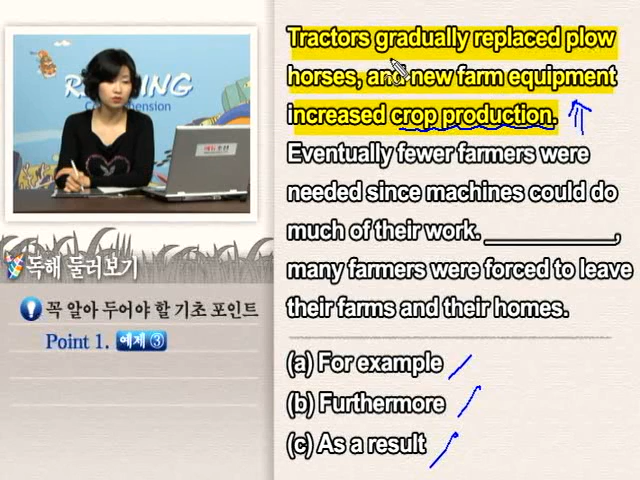 READING
Comprehension
Tractors gradually replaced plow
horses, and new farm equipment
increased crop production.
Eventually fewer farmers were
needed since machines could do
much of their work. ____________,
many farmers were forced to leave
their farms and their homes.
(a) For example
(b) Furthermore
(c) As a result
독해 둘러보기
꼭 알아 두어야 할 기초 포인트
Point 1. 예제 ③